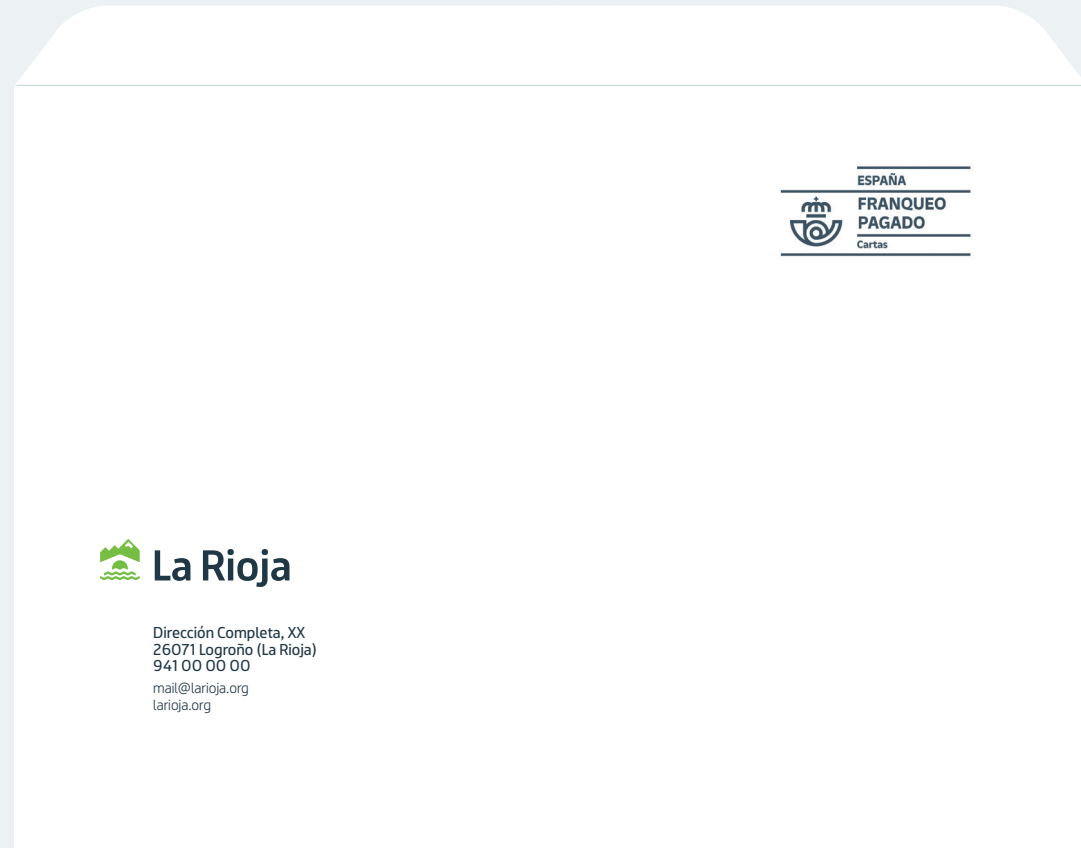 ESPAÑA
FRANQUEO
PAGADO
Cartas
La Rioja
Dirección Completa, XX
26071 Logroño (La Rioja)
941 00 00 00
mail@larioja.org
larioja.org